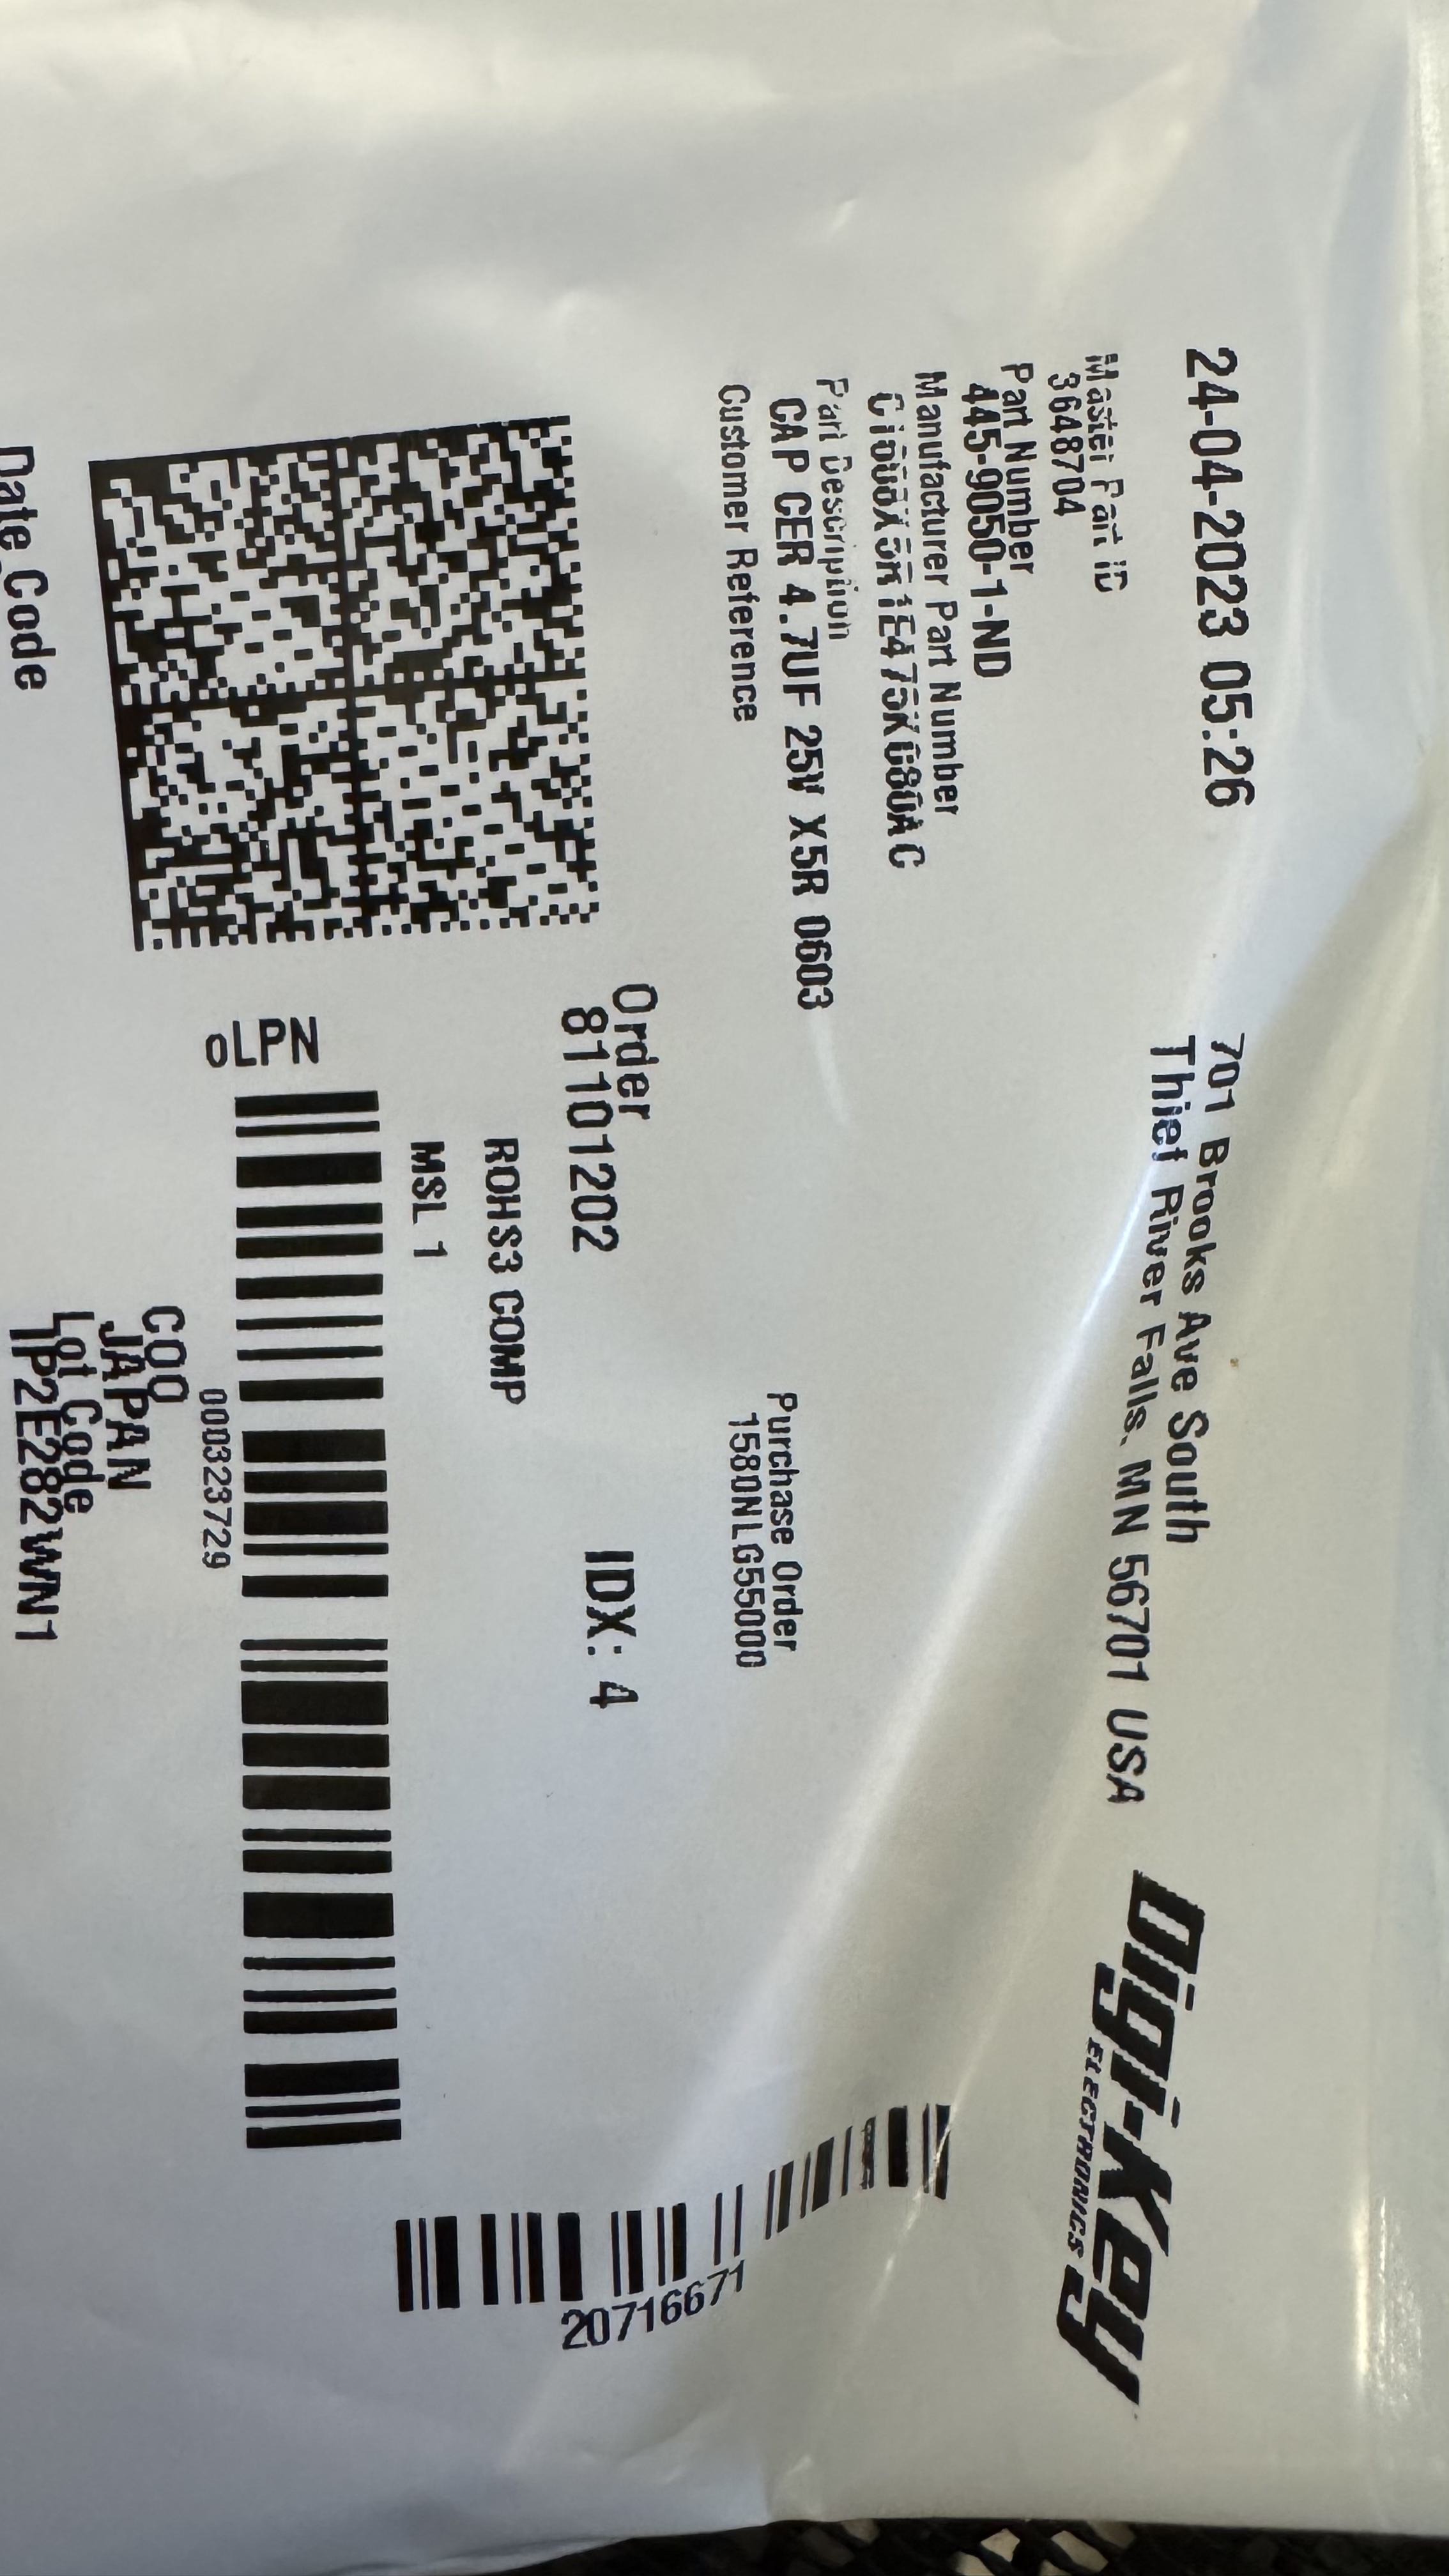 24-04-2023 05:26
701 Brooks Ave South
Thief River Falls, MN 56701 USA
Digi-Key
ELECTRONICS
Master Part ID
3648704
Part Number
445-9050-1-ND
Manufacturer Part Number
C1608X5R1E475K080AC
Part Description
CAP CER 4.7UF 25V X5R 0603
Customer Reference
Purchase Order
1580NLG55000
20716671
Order
81101202
IDX: 4
ROHS3 COMP
MSL 1
oLPN
000323729
COO
JAPAN
Lot Code
1P2E282WN1
Date Code